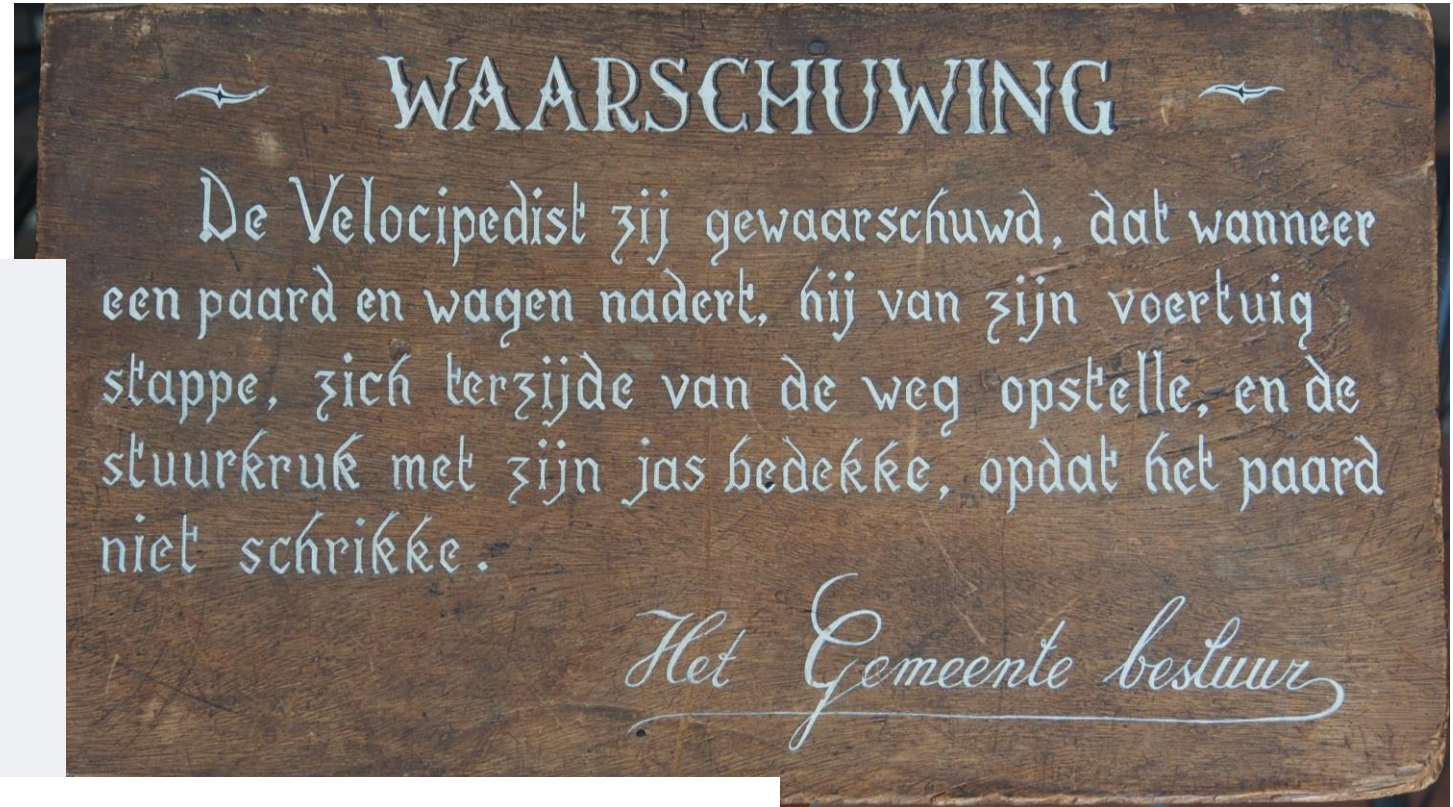 WAARSCHUWING
De Velocipedist zij gewaarschuwd, dat wanneer
een paard en wagen nadert, hij van zijn voertuig
stappe, zich terzijde van de weg opstelle, en de
stuurkruk met zijn jas bedekke, opdat het paard
niet schrikke.
Het Gemeente bestuur